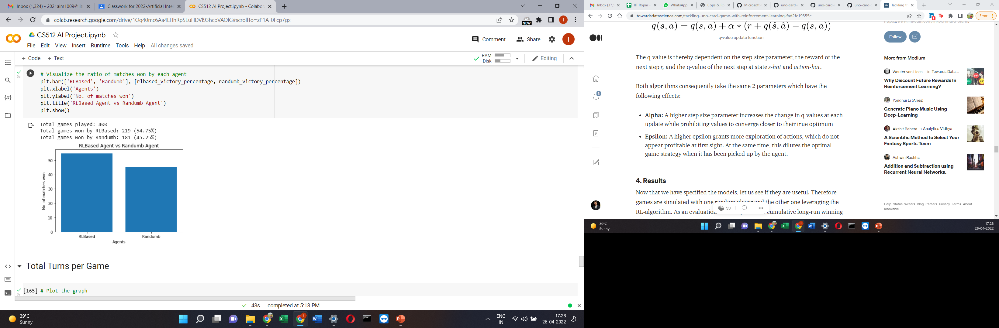 Inbox (1,324) - 2021aim1009@iit
Classwork for 2022-Artificial Intel
CS512 AI Project.ipynb - Colabor
colab.research.google.com/drive/1Oq40mc6Aa4LHhRpSEuHDVl93hcpVAOlG#scrollTo=zP1A-0Fcp7gx
NEW
I
CS512 AI Project.ipynb
Comment
Share
I
File Edit View Insert Runtime Tools Help All changes saved
+ Code + Text
RAM
Disk
Editing
{x}
0s
# Visualize the ratio of matches won by each agent
plt.bar(['RLBased', 'Randumb'], [rlbased_victory_percentage, randumb_victory_percentage])
plt.xlabel('Agents')
plt.ylabel('No. of matches won')
plt.title('RLBased Agent vs Randumb Agent')
plt.show()
Total games played: 400
Total games won by RLBased: 219 (54.75%)
Total games won by Randumb: 181 (45.25%)
RLBased Agent vs Randumb Agent
No. of matches won
50
40
30
20
10
0
RLBased Randumb
Agents
Total Turns per Game
0s
[165] # Plot the graph
43s completed at 5:13 PM
39°C
Sunny
ENG
IN
17:28
26-04-2022
Inbox (37,5
IIT Ropar -
WhatsApp
Cops & Ro
Microsoft-
uno-card-
uno-card-
uno-card-
Tackling th
towardsdatascience.com/tackling-uno-card-game-with-reinforcement-learning-fad2fc19355c
Error
q(s, a) = q(s, a) + α ∗ (r + q(ŝ, â) − q(s, a))
q-value update function
The q-value is thereby dependent on the step-size parameter, the reward of the
next step r, and the q-value of the next step at state s-hat and action-hat.
Both algorithms consequently take the same 2 parameters which have the
following effects:
• Alpha: A higher step size parameter increases the change in q-values at each
update while prohibiting values to converge closer to their true optimum
• Epsilon: A higher epsilon grants more exploration of actions, which do not
appear profitable at first sight. At the same time, this dilutes the optimal
game strategy when it has been picked up by the agent.
4. Results
Now that we have specified the models, let us see if they are useful. Therefore
games are simulated with one random player and the other one leveraging the
RL-algorithm. As an evaluation cumulative long-run winning
33
8
Follow
More from Medium
Wouter van Hees... in Towards Data ...
Why Discount Future Rewards In
Reinforcement Learning?
Yonghui Li (Aries)
Generate Piano Music Using
Deep-Learning
Akshit Behera in Analytics Vidhya
A Scientific Method to Select Your
Fantasy Sports Team
Ashwin Rachha
Addition and Subtraction using
Recurrent Neural Networks.
Help Status Writers Blog Careers Privacy Terms About
Knowable
39°C
Sunny
17:28
26-04-2022